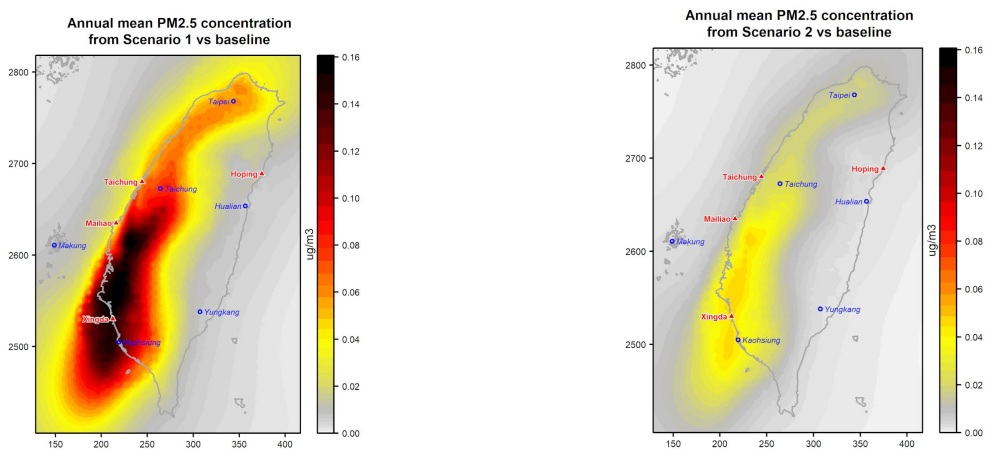 Annual mean PM2.5 concentration
from Scenario 1 vs baseline
2800
2700
2600
2500
150
200
250
300
350
400
Taipei
Taichung
Taichung
Hoping
Hualian
Mailiao
Makung
Yungkang
Xingda
Kaohsiung
0.16
0.14
0.12
0.10
0.08
0.06
0.04
0.02
0.00
ug/m3
Annual mean PM2.5 concentration
from Scenario 2 vs baseline
2800
2700
2600
2500
150
200
250
300
350
400
Taipei
Taichung
Taichung
Hoping
Hualian
Mailiao
Makung
Yungkang
Xingda
Kaohsiung
0.16
0.14
0.12
0.10
0.08
0.06
0.04
0.02
0.00
ug/m3